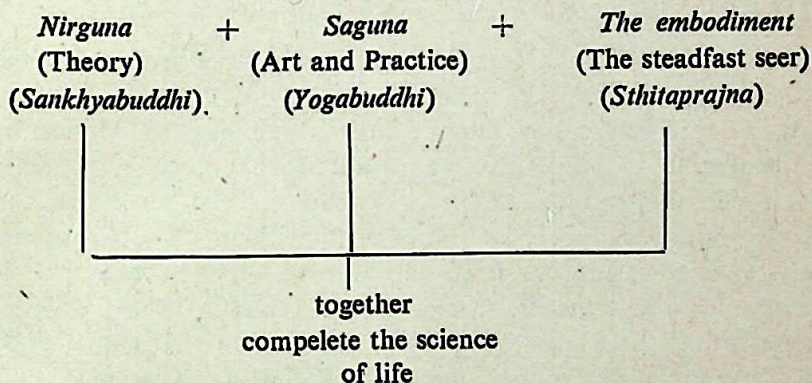 Nirguna + Saguna + The embodiment
(Theory) (Art and Practice) (The steadfast seer)
(Sankhyabuddhi). (Yogabuddhi) (Sthitaprajna)
together
compelete the science
of life